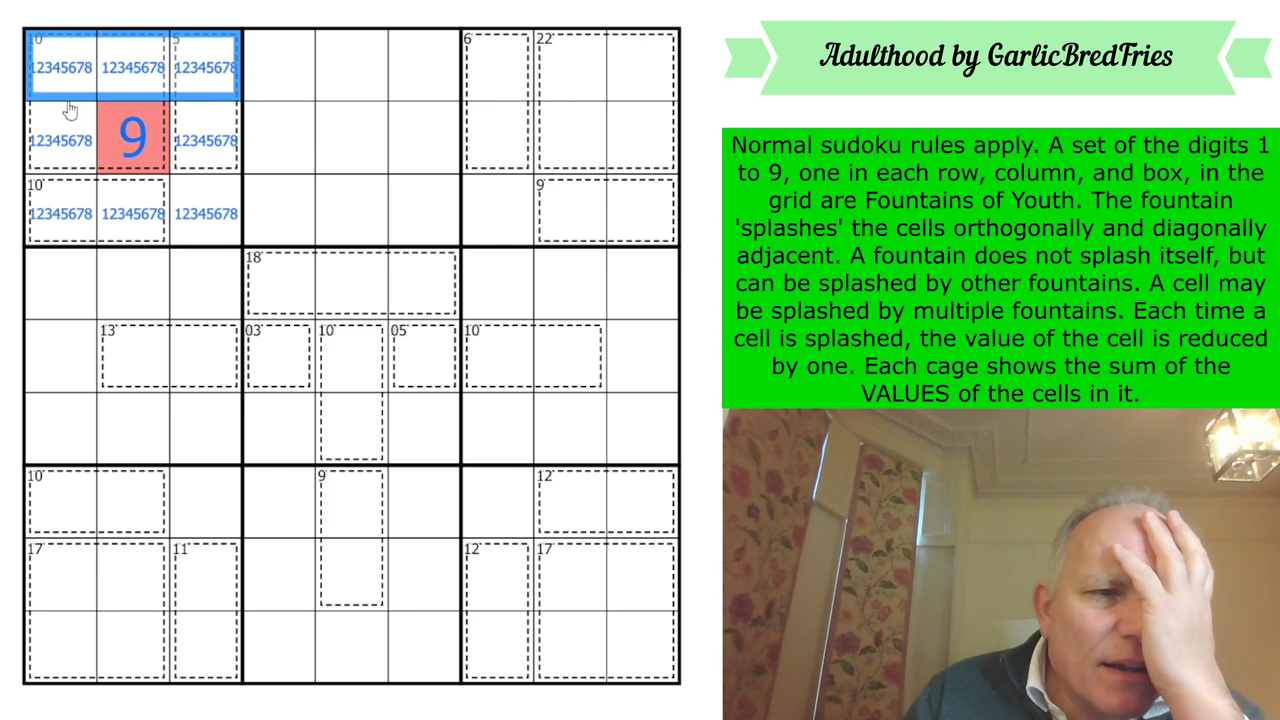 Adulthood by GarlicBredFries
10 5 6 22
12345678 12345678 12345678
12345678 9 12345678
10 9
12345678 12345678 12345678
18
13 03 10 05 10
10 9 12
17 11 12 17
Normal sudoku rules apply. A set of the digits 1
to 9, one in each row, column, and box, in the
grid are Fountains of Youth. The fountain
'splashes' the cells orthogonally and diagonally
adjacent. A fountain does not splash itself, but
can be splashed by other fountains. A cell may
be splashed by multiple fountains. Each time a
cell is splashed, the value of the cell is reduced
by one. Each cage shows the sum of the
VALUES of the cells in it.